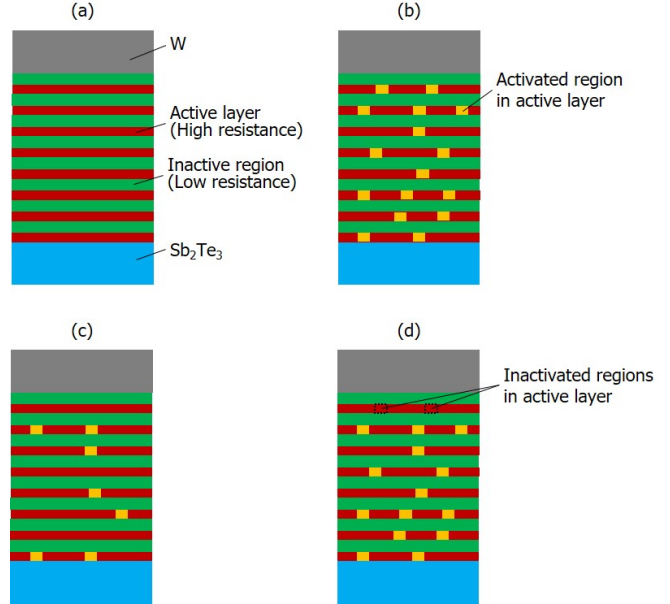 (a)
W
Active layer
(High resistance)
Inactive region
(Low resistance)
Sb₂Te₃
(b)
Activated region
in active layer
(c)
(d)
Inactivated regions
in active layer